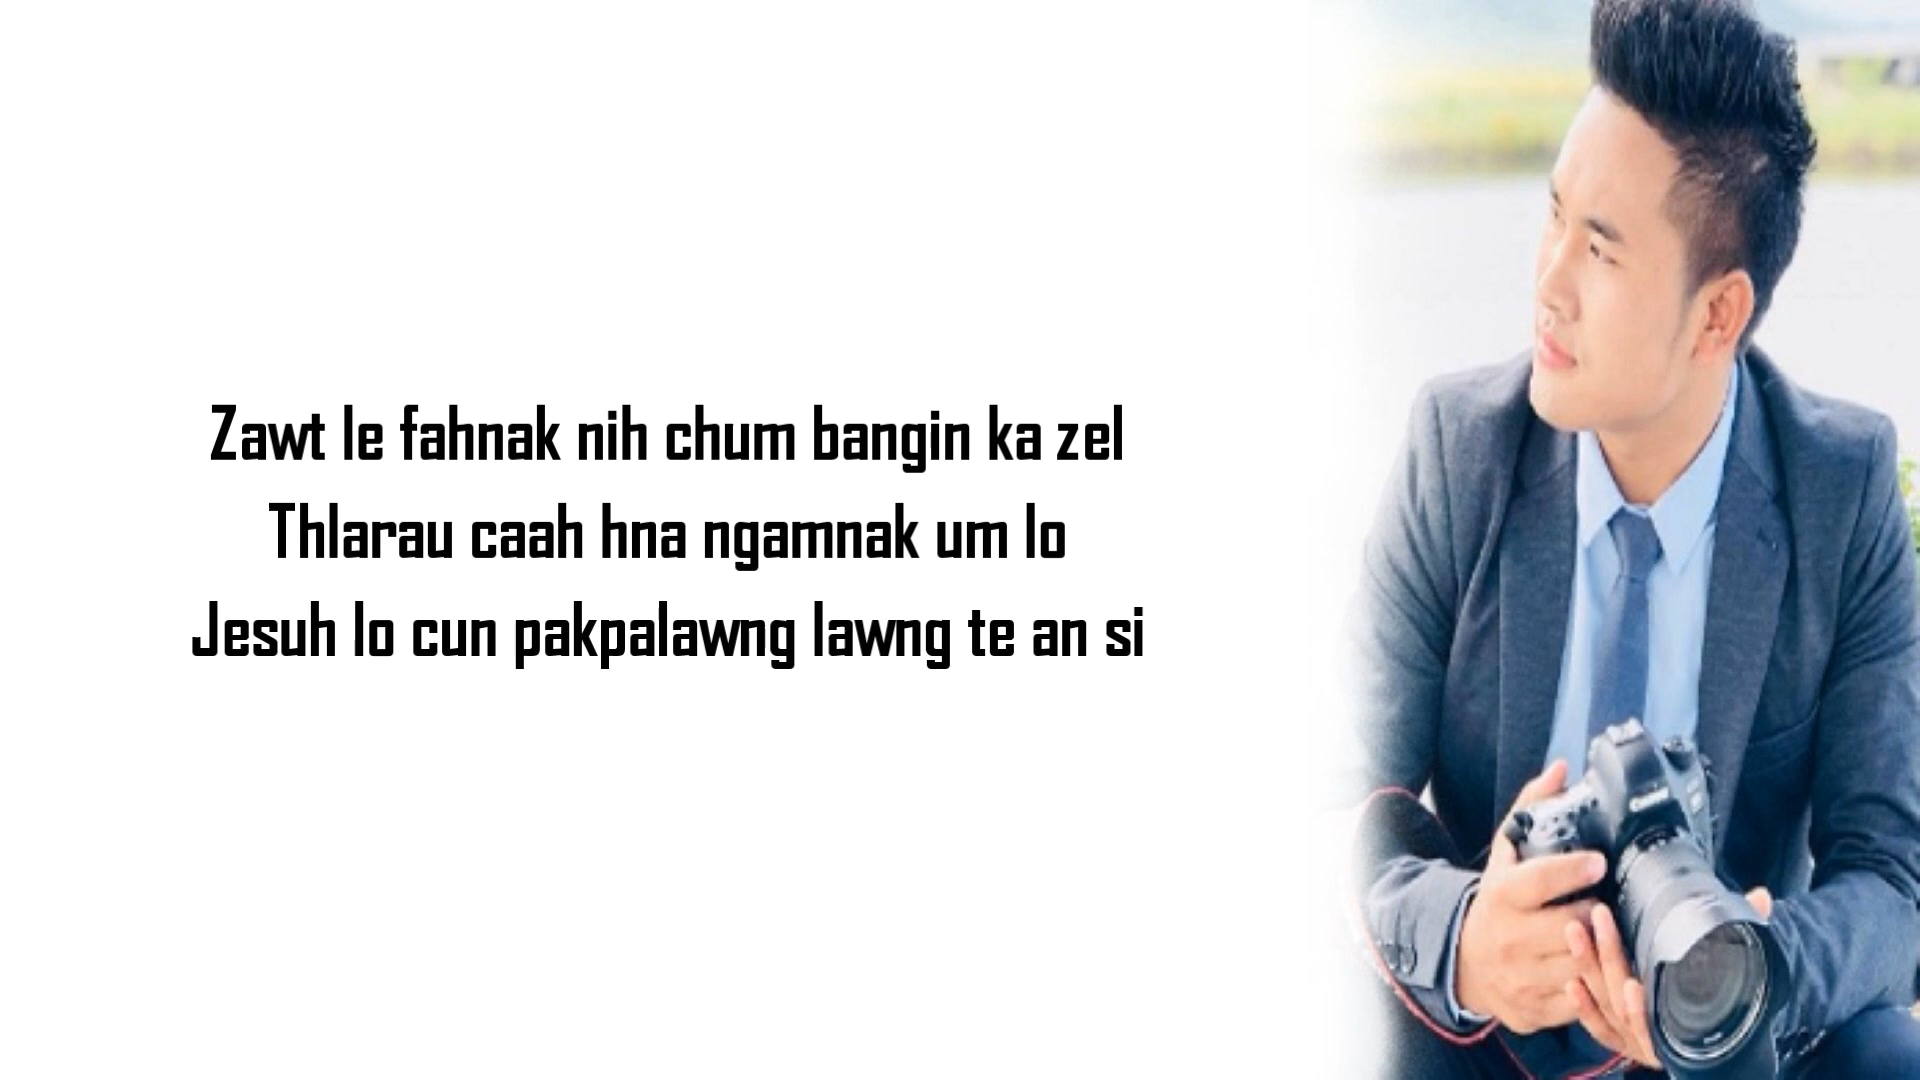 Zawt le fahnak nih chum bangin ka zel
Thlarau caah hna ngamnak um lo
Jesuh lo cun pakpalawng lawng te an si